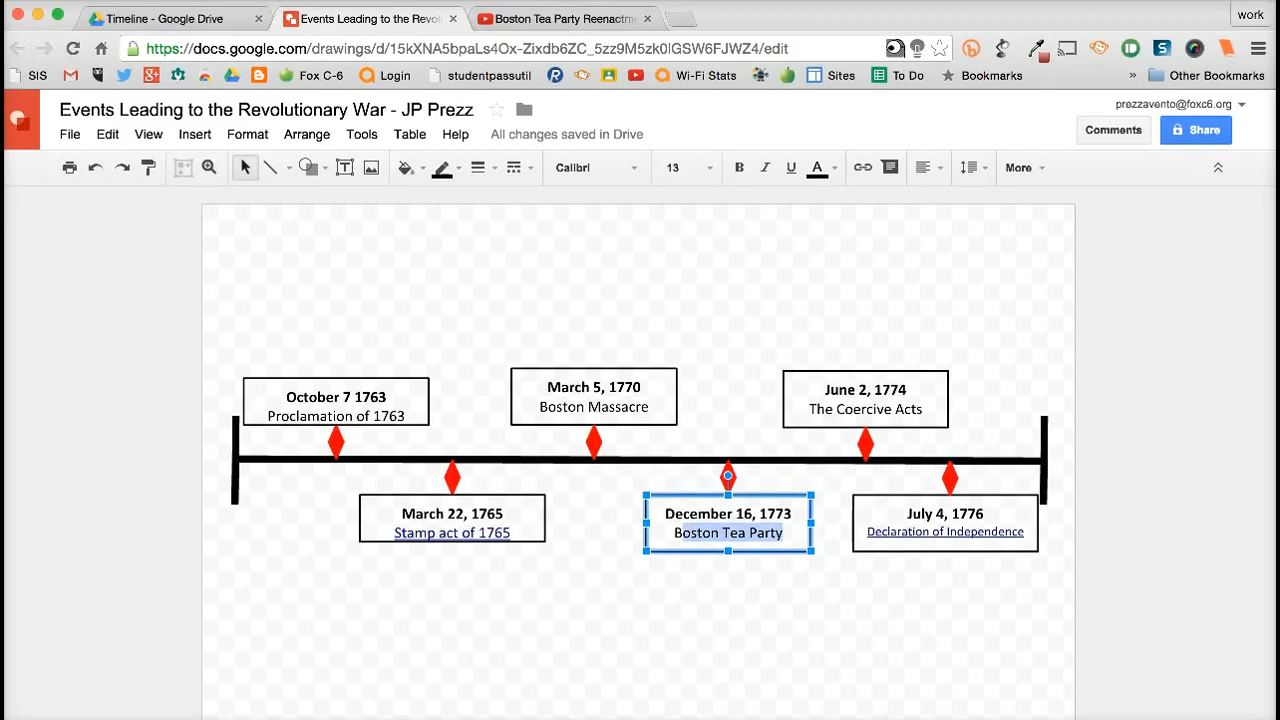 Timeline - Google Drive
Events Leading to the Revol
Boston Tea Party Reenactm
work
https://docs.google.com/drawings/d/15kXNA5bpaLs4Ox-Zixdb6ZC_5zz9M5zk0lGSW6FJWZ4/edit
SIS
Fox C-6
Login
studentpassutil
Wi-Fi Stats
Sites
To Do
Bookmarks
»
Other Bookmarks
Events Leading to the Revolutionary War - JP Prezz
prezzavento@foxc6.org
File Edit View Insert Format Arrange Tools Table Help All changes saved in Drive
Comments
Share
Calibri 13 B I U A More
October 7 1763
Proclamation of 1763
March 5, 1770
Boston Massacre
June 2, 1774
The Coercive Acts
March 22, 1765
Stamp act of 1765
December 16, 1773
Boston Tea Party
July 4, 1776
Declaration of Independence